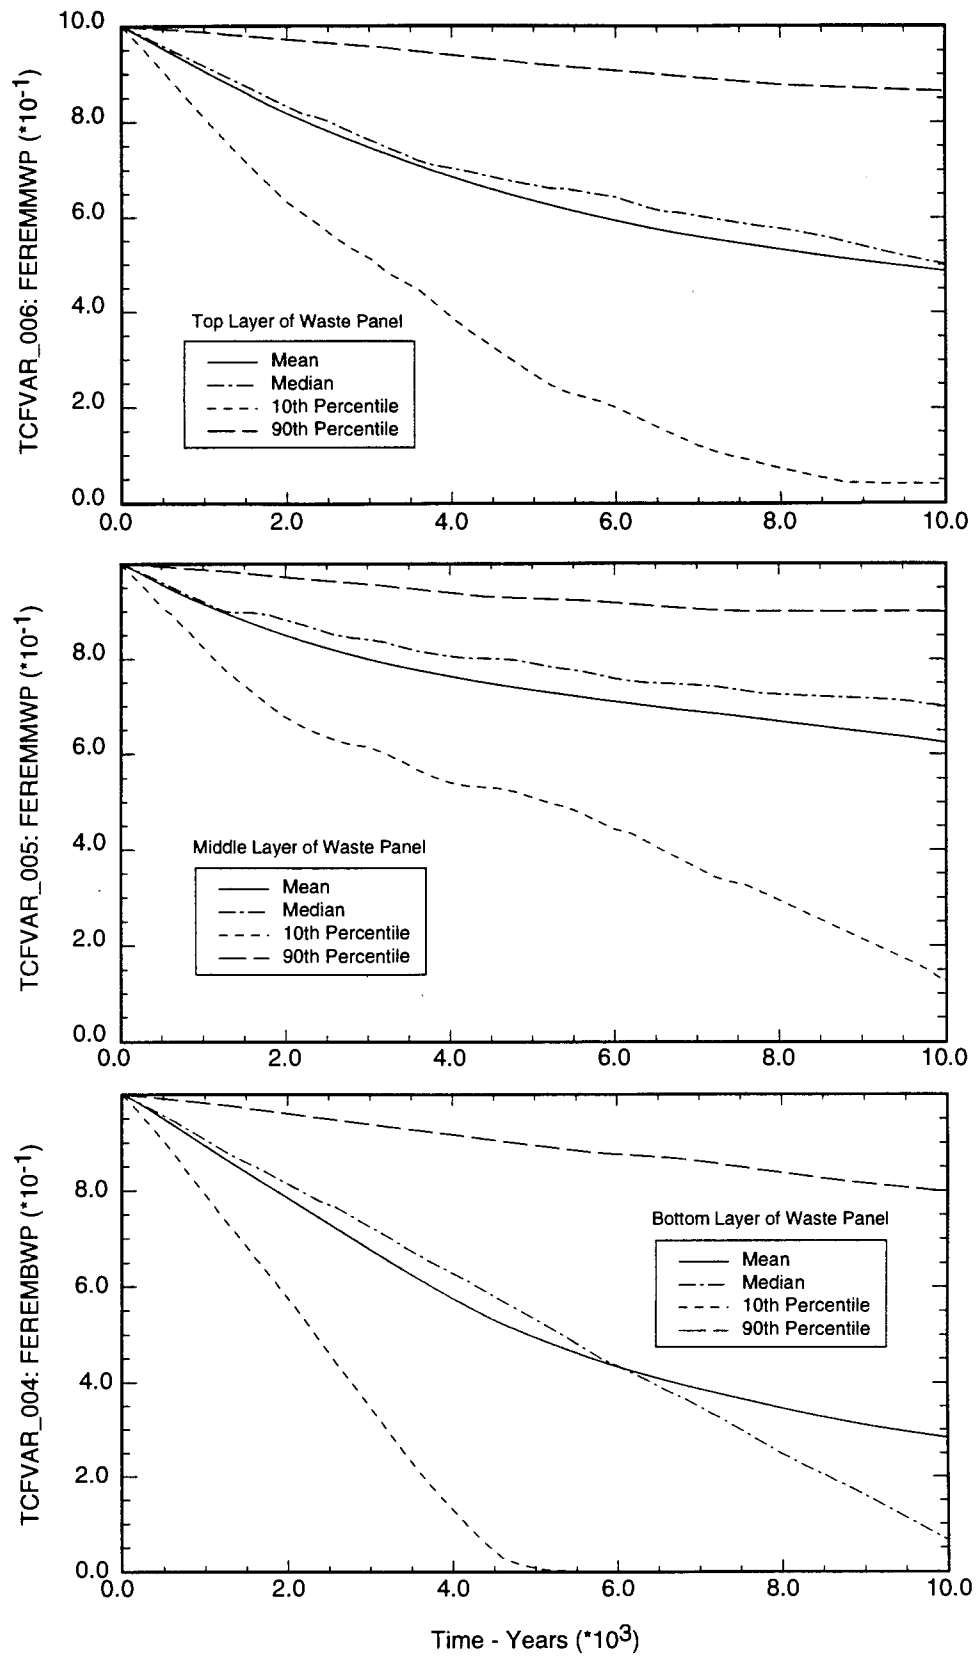 TCFVAR_006: FEREMMWP (*10-1)
10.0
8.0
6.0
4.0
2.0
0.0
Top Layer of Waste Panel
Mean
Median
10th Percentile
90th Percentile
0.0 2.0 4.0 6.0 8.0 10.0
TCFVAR_005: FEREMMWP (*10-1)
8.0
6.0
4.0
2.0
0.0
Middle Layer of Waste Panel
Mean
Median
10th Percentile
90th Percentile
0.0 2.0 4.0 6.0 8.0 10.0
TCFVAR_004: FEREMBWP (*10-1)
8.0
6.0
4.0
2.0
0.0
Bottom Layer of Waste Panel
Mean
Median
10th Percentile
90th Percentile
0.0 2.0 4.0 6.0 8.0 10.0
Time - Years (*103)